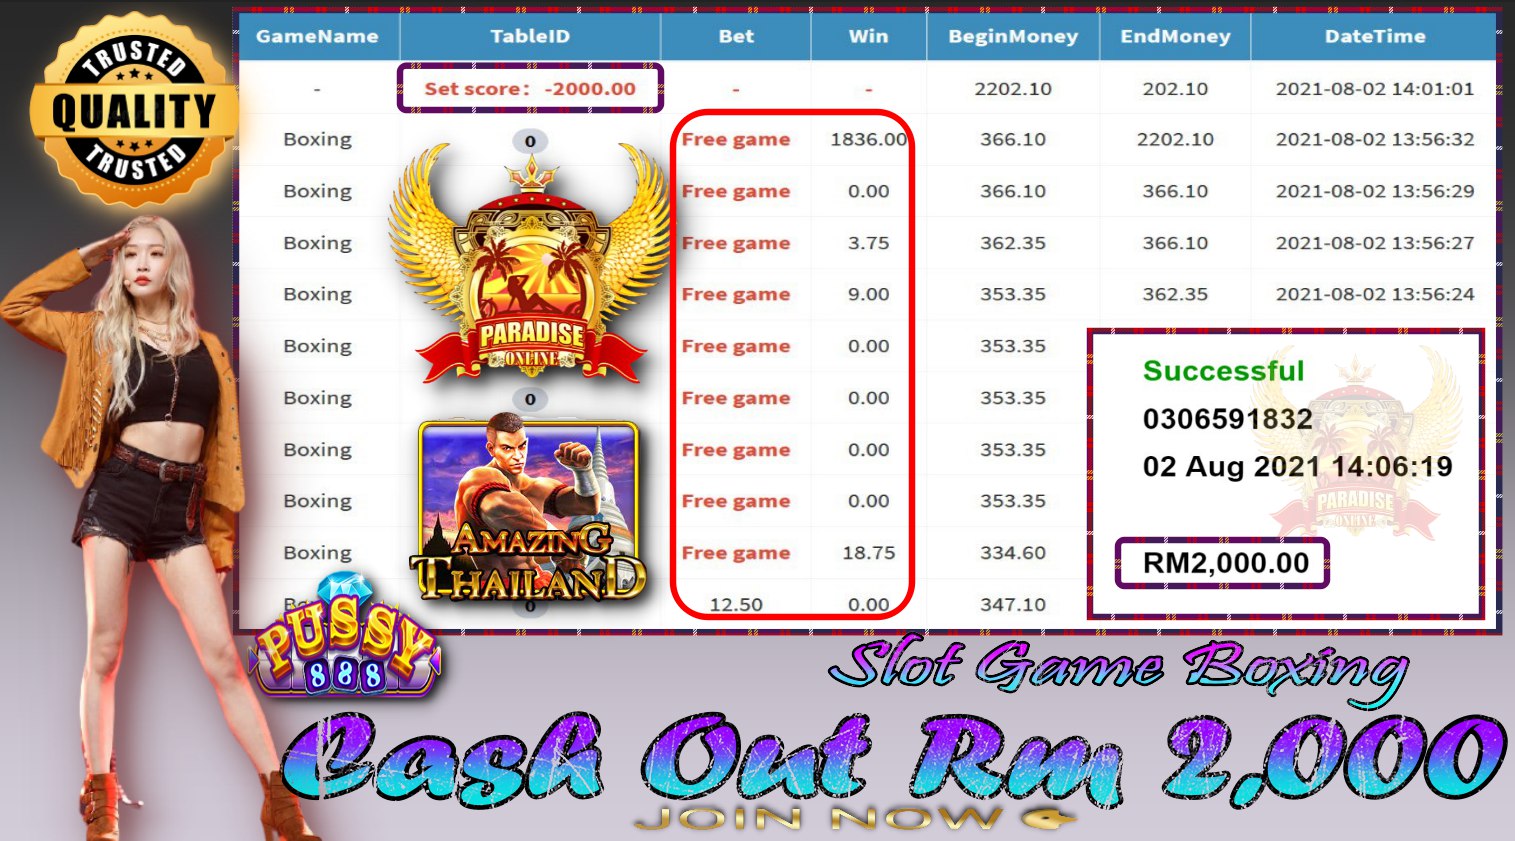 TRUSTED
QUALITY
TRUSTED
GameName TableID Bet Win BeginMoney EndMoney DateTime
- Set score: -2000.00 - - 2202.10 202.10 2021-08-02 14:01:01
Boxing 0 Free game 1836.00 366.10 2202.10 2021-08-02 13:56:32
Boxing Free game 0.00 366.10 366.10 2021-08-02 13:56:29
Boxing Free game 3.75 362.35 366.10 2021-08-02 13:56:27
Boxing Free game 9.00 353.35 362.35 2021-08-02 13:56:24
Boxing Free game 0.00 353.35
Boxing 0 Free game 0.00 353.35
Boxing Free game 0.00 353.35
Boxing Free game 0.00 353.35
Boxing Free game 18.75 334.60
0 12.50 0.00 347.10
PARADISE
ONLINE
AMAZING
THAILAND
Successful
0306591832
02 Aug 2021 14:06:19
PARADISE
ONLINE
RM2,000.00
PUSSY
888
Slot Game Boxing
Cash Out Rm 2,000
JOIN NOW